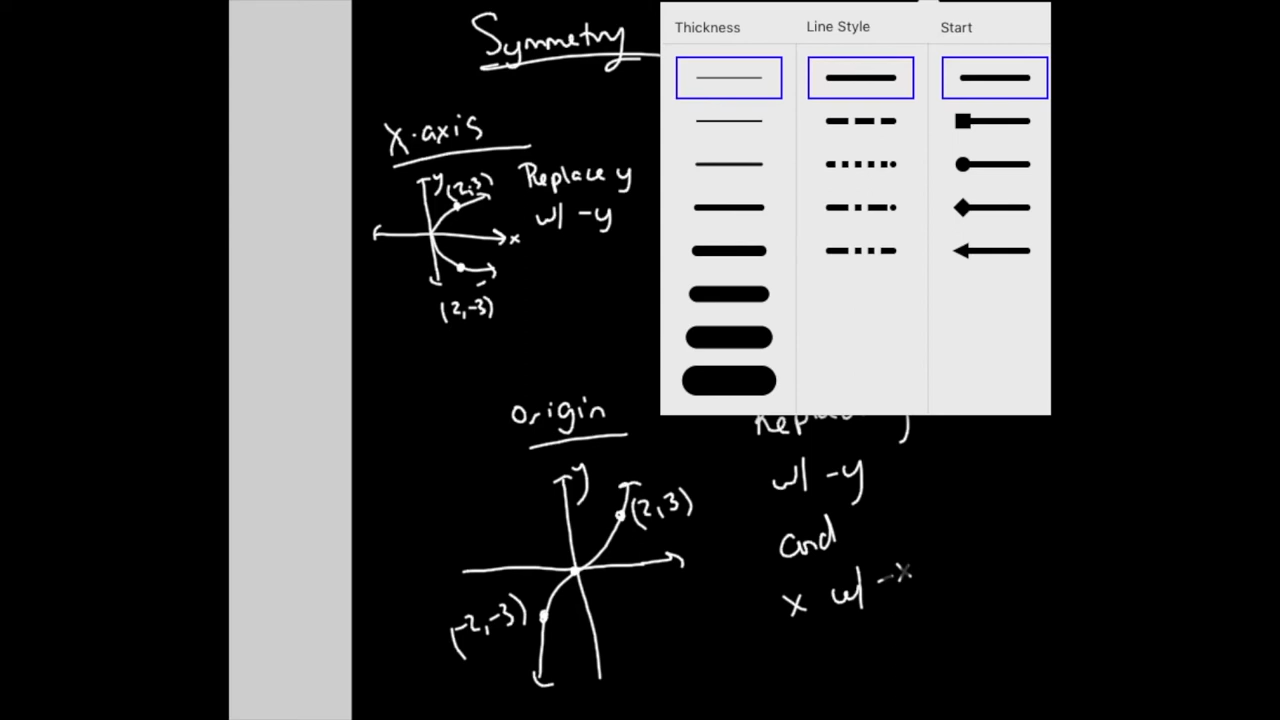 Symmetry
Thickness
Line Style
Start
X-axis
y
(2,3)
Replace y
w/ -y
x
(2,-3)
origin
y
w/ -y
(2,3)
and
x w/ -x
(-2,-3)